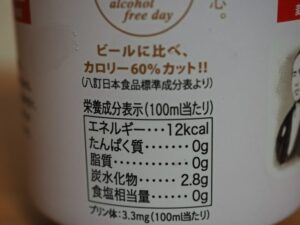 alcohol
free day
心。
ビールに比べ、
カロリー60%カット!!
(八訂日本食品標準成分表より)
栄養成分表示(100ml当たり)
エネルギー・・・12kcal
たんぱく質・・・・・0g
脂質・・・・・・・・・・0g
炭水化物・・・・・・2.8g
食塩相当量・・・・・0g
プリン体:3.3mg(100ml当たり)